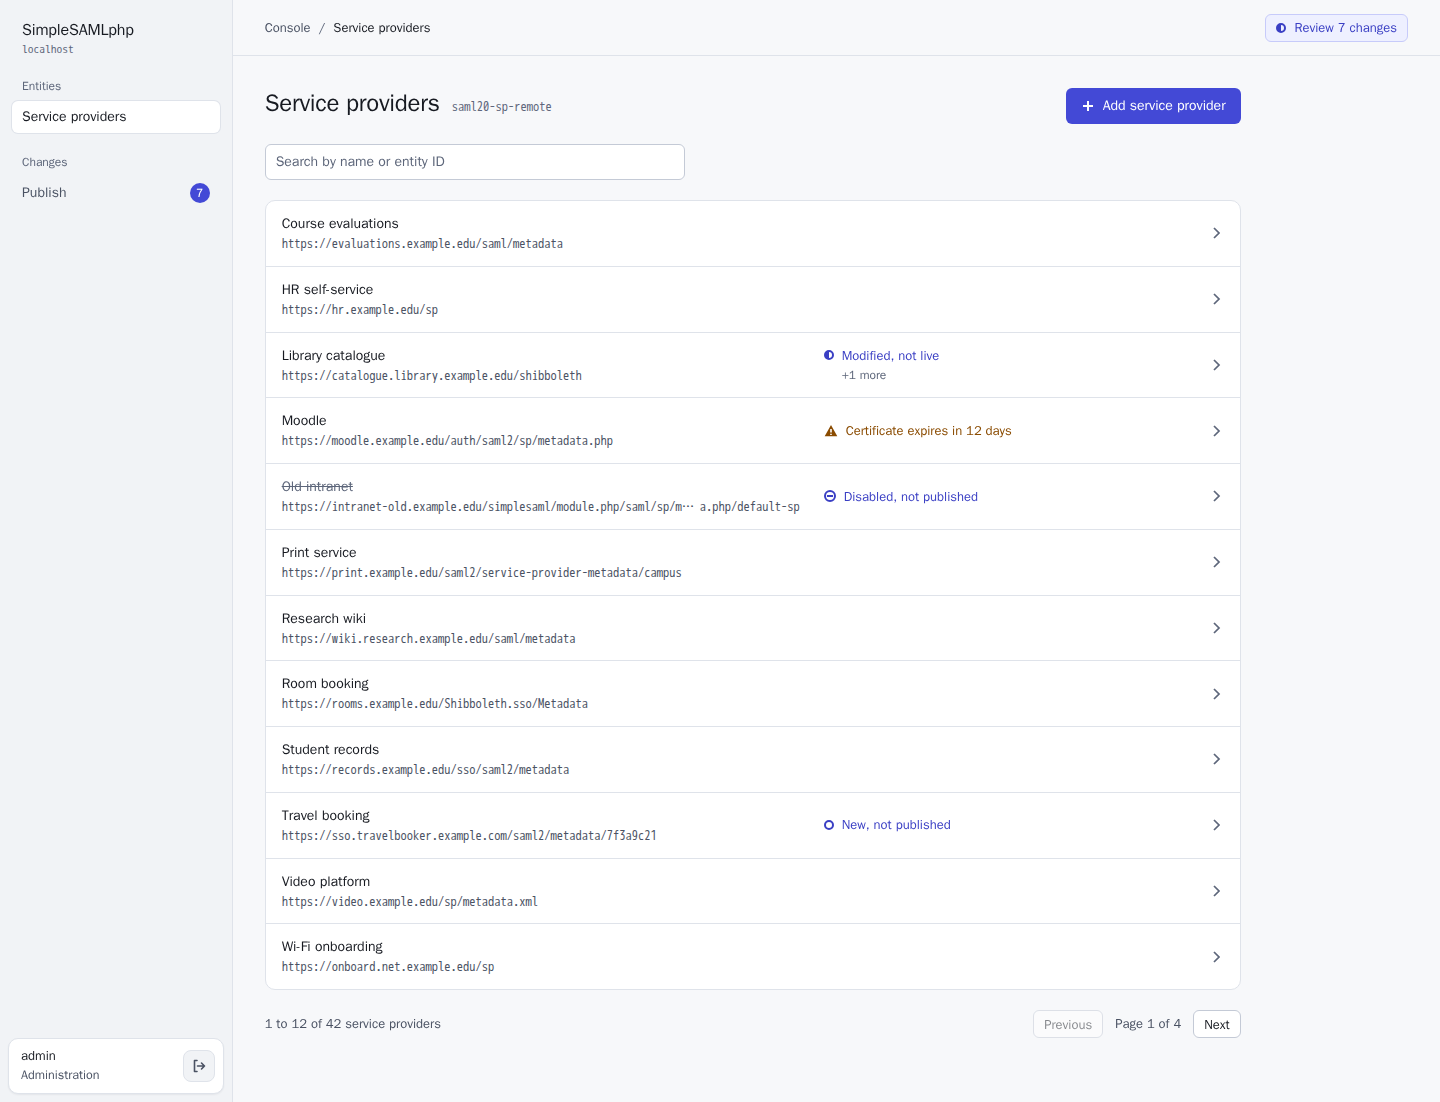 SimpleSAMLphp
localhost
Entities
Service providers
Changes
Publish 7
admin
Administration
Console / Service providers
Review 7 changes
Service providers saml20-sp-remote
Add service provider
Search by name or entity ID
Course evaluations
https://evaluations.example.edu/saml/metadata
HR self-service
https://hr.example.edu/sp
Library catalogue
https://catalogue.library.example.edu/shibboleth
Modified, not live
+1 more
Moodle
https://moodle.example.edu/auth/saml2/sp/metadata.php
Certificate expires in 12 days
Old intranet
https://intranet-old.example.edu/simplesaml/module.php/saml/sp/m… a.php/default-sp
Disabled, not published
Print service
https://print.example.edu/saml2/service-provider-metadata/campus
Research wiki
https://wiki.research.example.edu/saml/metadata
Room booking
https://rooms.example.edu/Shibboleth.sso/Metadata
Student records
https://records.example.edu/sso/saml2/metadata
Travel booking
https://sso.travelbooker.example.com/saml2/metadata/7f3a9c21
New, not published
Video platform
https://video.example.edu/sp/metadata.xml
Wi-Fi onboarding
https://onboard.net.example.edu/sp
1 to 12 of 42 service providers
Previous Page 1 of 4 Next